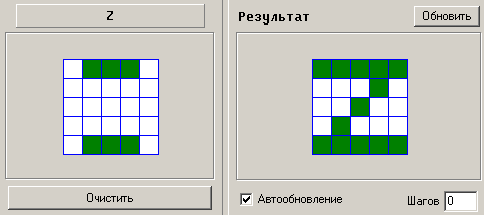 Z
Результат
Обновить
Очистить
Автообновление
Шагов 0